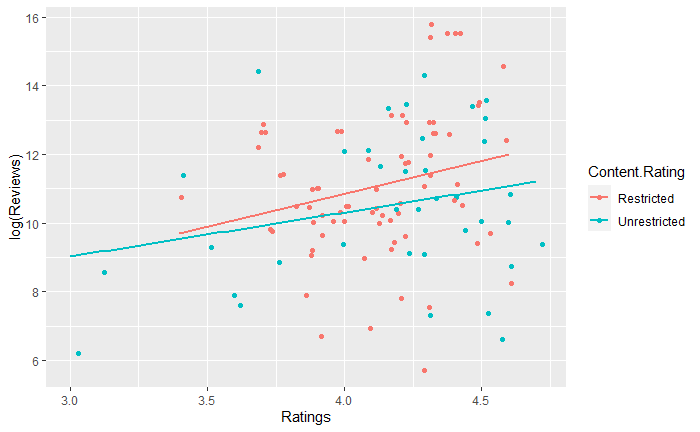 16
14
12
10
8
6
log(Reviews)
3.0
3.5
4.0
4.5
Ratings
Content.Rating
Restricted
Unrestricted